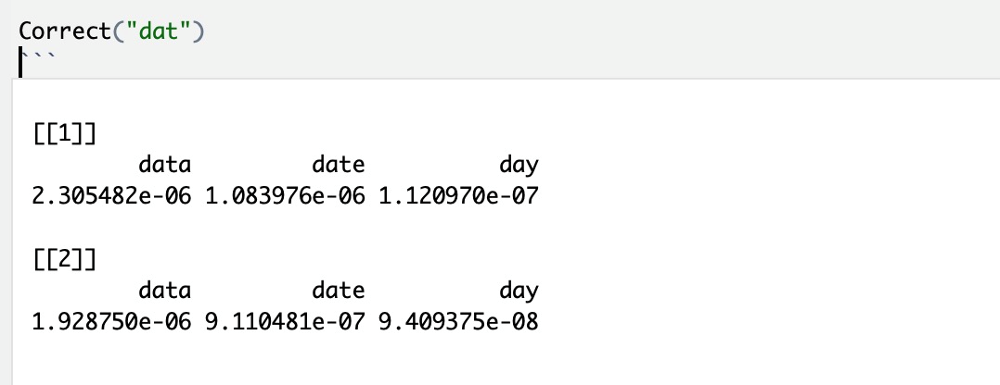 Correct("dat")
```
[[1]]
data date day
2.305482e-06 1.083976e-06 1.120970e-07
[[2]]
data date day
1.928750e-06 9.110481e-07 9.409375e-08